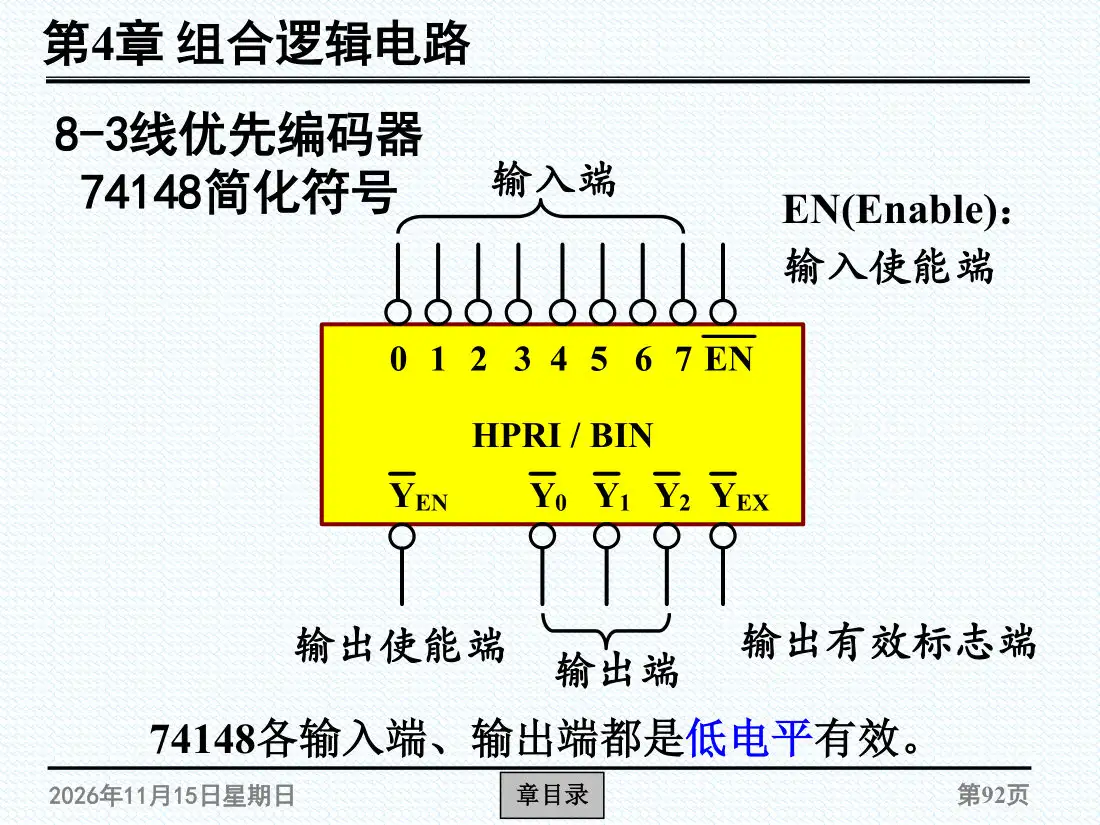 第4章 组合逻辑电路
8-3线优先编码器
74148简化符号
输入端
EN(Enable)：
输入使能端
0 1 2 3 4 5 6 7 E̅N̅
HPRI / BIN
Y̅EN Y̅0 Y̅1 Y̅2 Y̅EX
输出使能端
输出端
输出有效标志端
74148各输入端、输出端都是低电平有效。
2026年11月15日星期日
章目录
第92页